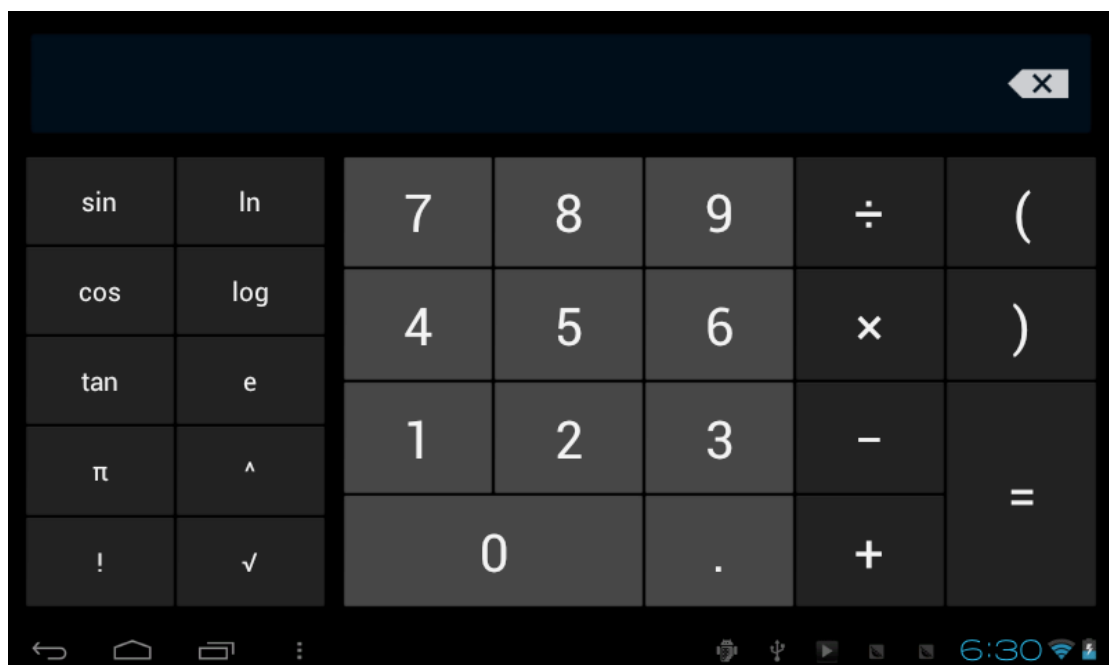 sin ln 7 8 9 ÷ (
cos log 4 5 6 × )
tan e 1 2 3 − =
π ^ 0 . +
! √
6:30